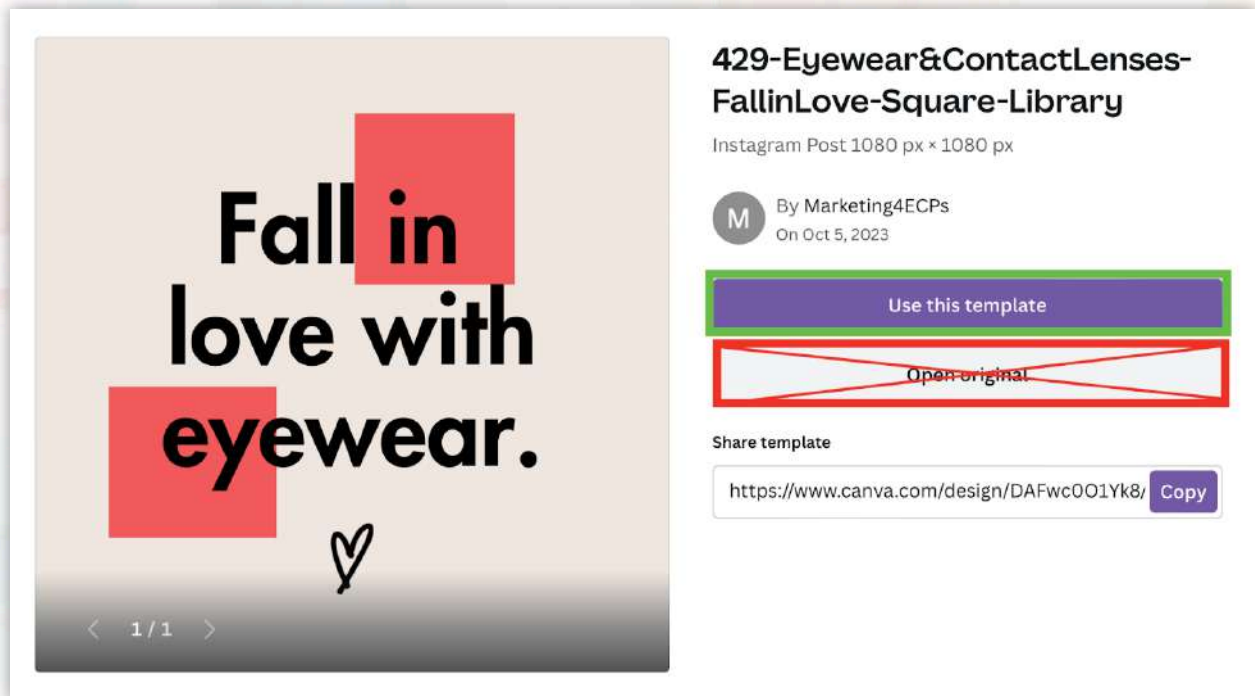 Fall in
love with
eyewear.
1 / 1
429-Eyewear&ContactLenses-
FallinLove-Square-Library
Instagram Post 1080 px × 1080 px
M
By Marketing4ECPs
On Oct 5, 2023
Use this template
Open original
Share template
https://www.canva.com/design/DAFwc0O1Yk8/
Copy